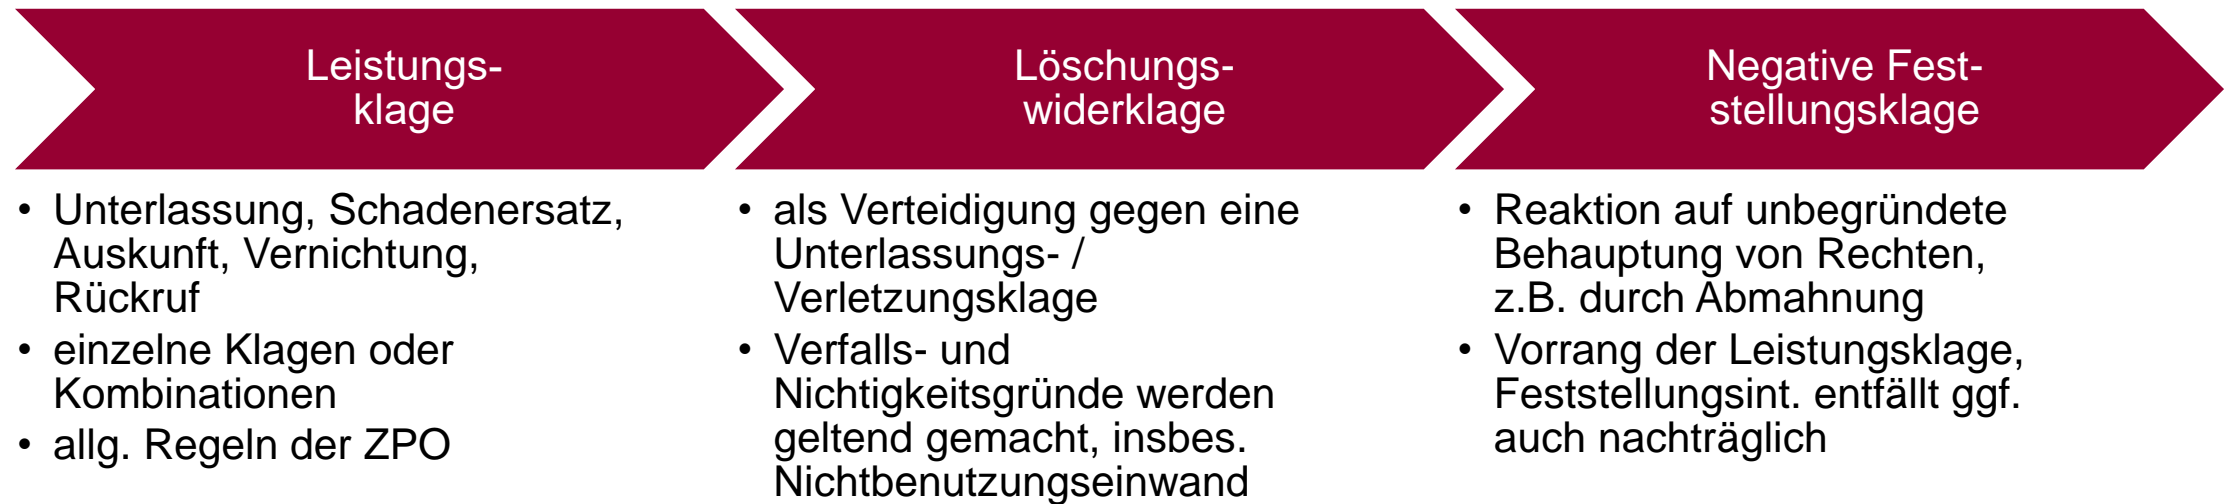 Leistungs-
klage
• Unterlassung, Schadenersatz,
Auskunft, Vernichtung,
Rückruf
• einzelne Klagen oder
Kombinationen
• allg. Regeln der ZPO
Löschungs-
widerklage
• als Verteidigung gegen eine
Unterlassungs- /
Verletzungsklage
• Verfalls- und
Nichtigkeitsgründe werden
geltend gemacht, insbes.
Nichtbenutzungseinwand
Negative Fest-
stellungsklage
• Reaktion auf unbegründete
Behauptung von Rechten,
z.B. durch Abmahnung
• Vorrang der Leistungsklage,
Feststellungsint. entfällt ggf.
auch nachträglich